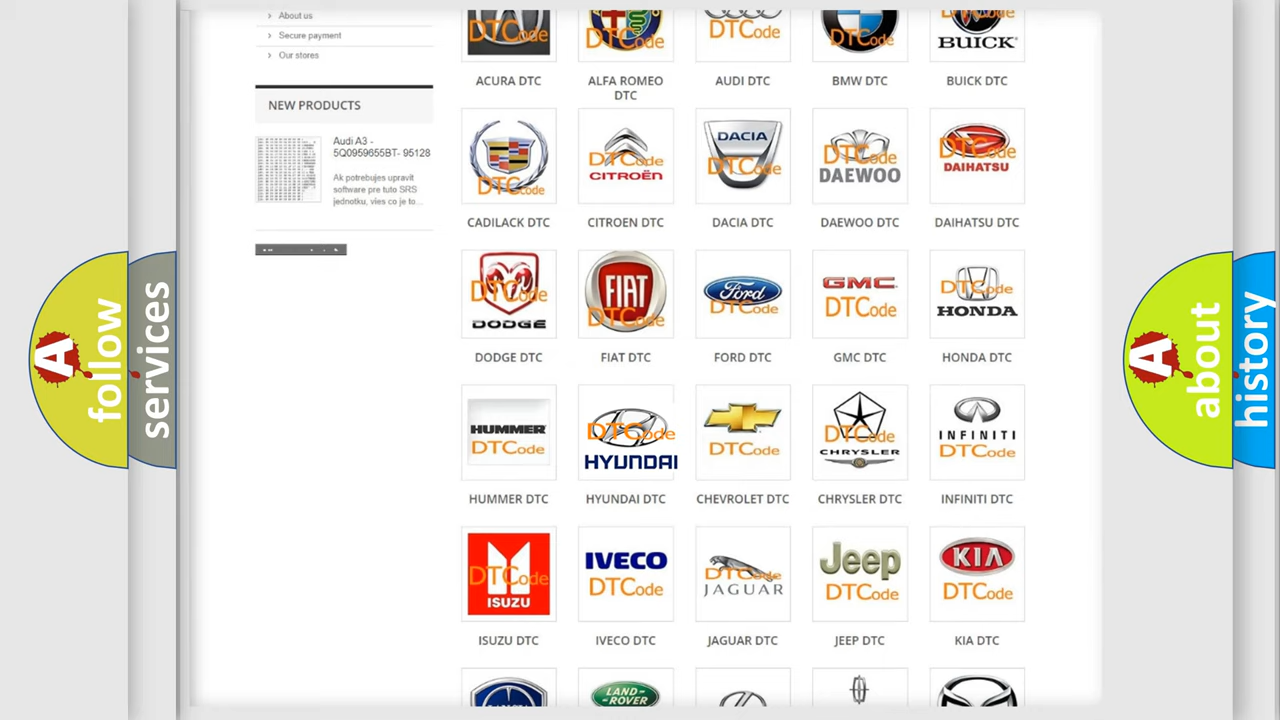 About us
Secure payment
Our stores
NEW PRODUCTS
Audi A3 -
5Q0959655BT- 95128
Ak potrebujes upravit
software pre tuto SRS
jednotku, vies co je to...
DTCode DTCode DTCode DTCode BUICK
ACURA DTC ALFA ROMEO DTC AUDI DTC BMW DTC BUICK DTC
DTCode
DTCode CITROËN
DACIA DTCode
DTCode DAEWOO
DTCode DAIHATSU
CADILACK DTC CITROEN DTC DACIA DTC DAEWOO DTC DAIHATSU DTC
DTCode DODGE
FIAT DTCode
Ford DTCode
GMC DTCode
DTCode HONDA
DODGE DTC FIAT DTC FORD DTC GMC DTC HONDA DTC
HUMMER DTCode
DTCode HYUNDAI
DTCode
DTCode CHRYSLER
INFINITI DTCode
HUMMER DTC HYUNDAI DTC CHEVROLET DTC CHRYSLER DTC INFINITI DTC
DTCode ISUZU
IVECO DTCode
DTCode JAGUAR
Jeep DTCode
KIA DTCode
ISUZU DTC IVECO DTC JAGUAR DTC JEEP DTC KIA DTC
LAND-ROVER
A follow
services
A about
history